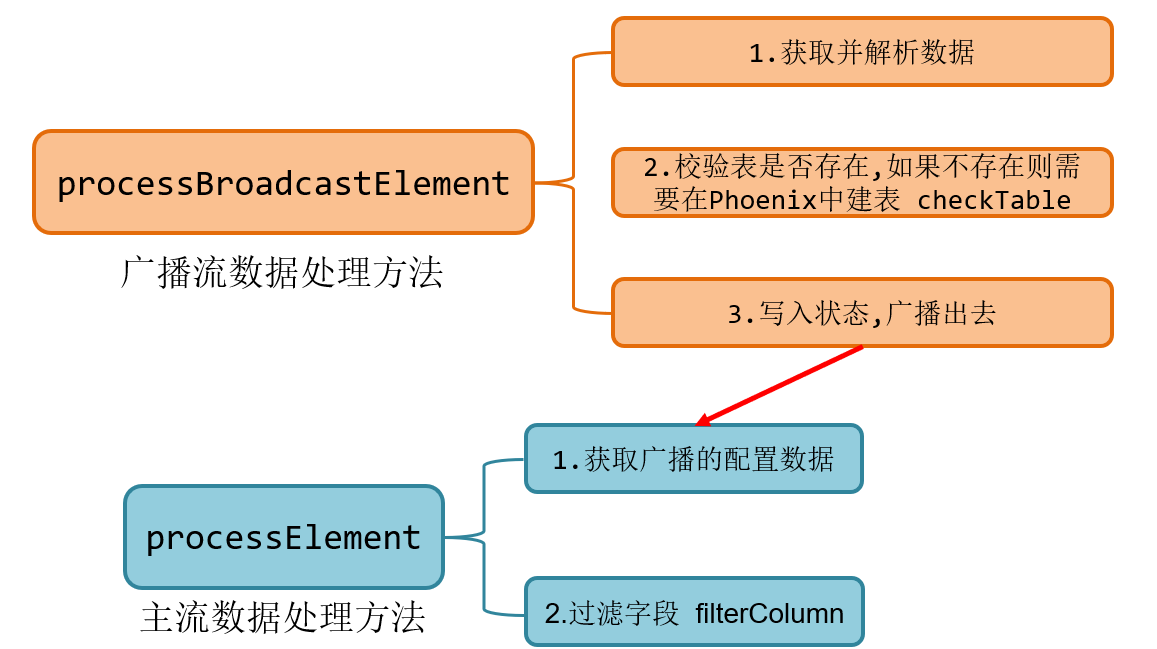 1.获取并解析数据
processBroadcastElement
2.校验表是否存在,如果不存在则需
要在Phoenix中建表 checkTable
广播流数据处理方法
3.写入状态,广播出去
1.获取广播的配置数据
processElement
主流数据处理方法
2.过滤字段 filterColumn